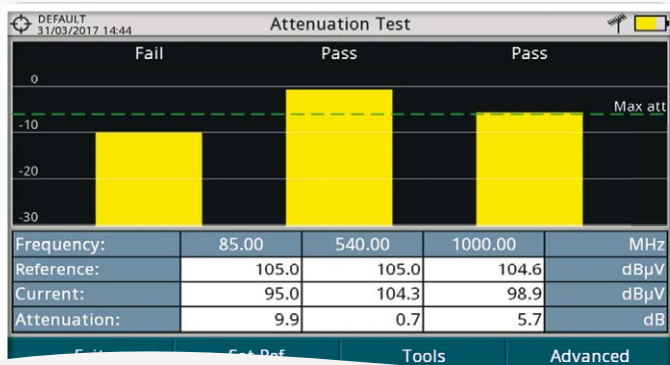 DEFAULT
31/03/2017 14:44
Attenuation Test
Fail Pass Pass
0
Max att
-10
-20
-30
Frequency: 85.00 540.00 1000.00 MHz
Reference: 105.0 105.0 104.6 dBµV
Current: 95.0 104.3 98.9 dBµV
Attenuation: 9.9 0.7 5.7 dB
Set Ref Tools Advanced